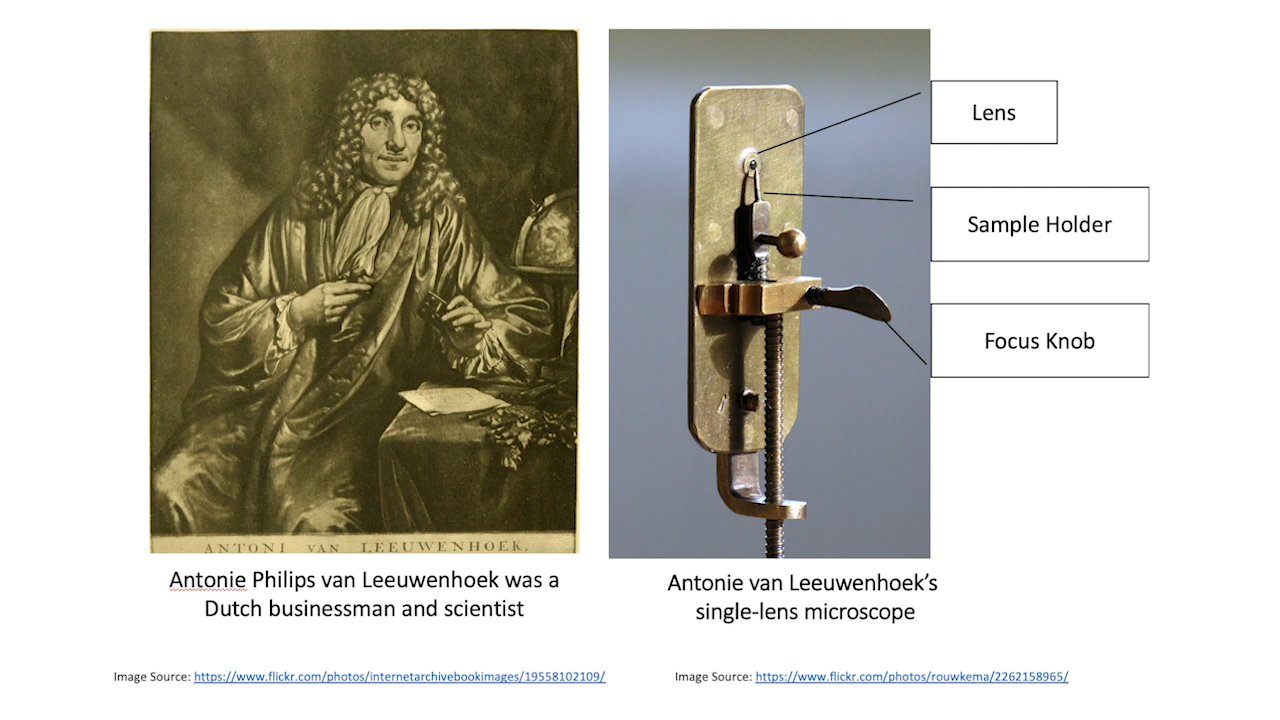 Lens
Sample Holder
Focus Knob
ANTONI VAN LEEUWENHOEK.
Antonie Philips van Leeuwenhoek was a
Dutch businessman and scientist
Antonie van Leeuwenhoek’s
single-lens microscope
Image Source: https://www.flickr.com/photos/internetarchivebookimages/19558102109/
Image Source: https://www.flickr.com/photos/rouwkema/2262158965/